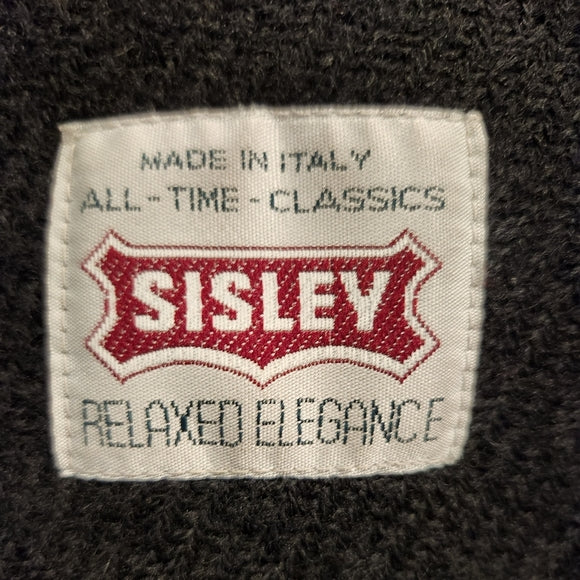 MADE IN ITALY
ALL-TIME-CLASSICS
SISLEY
RELAXED ELEGANCE